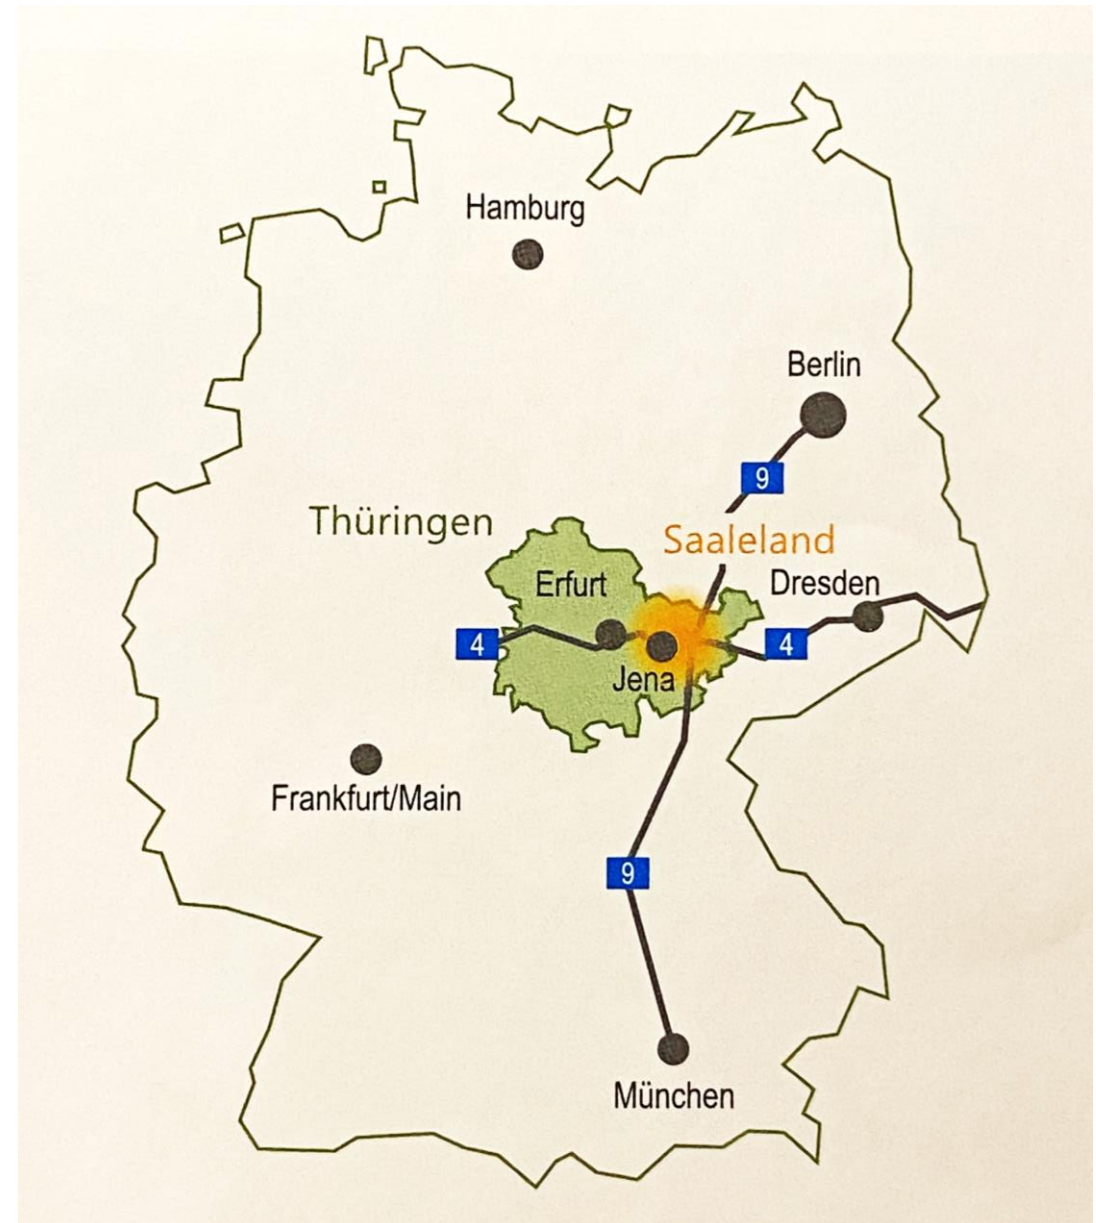 Hamburg
Berlin
9
Thüringen
Saaleland
Erfurt
Dresden
4
4
Jena
Frankfurt/Main
9
München